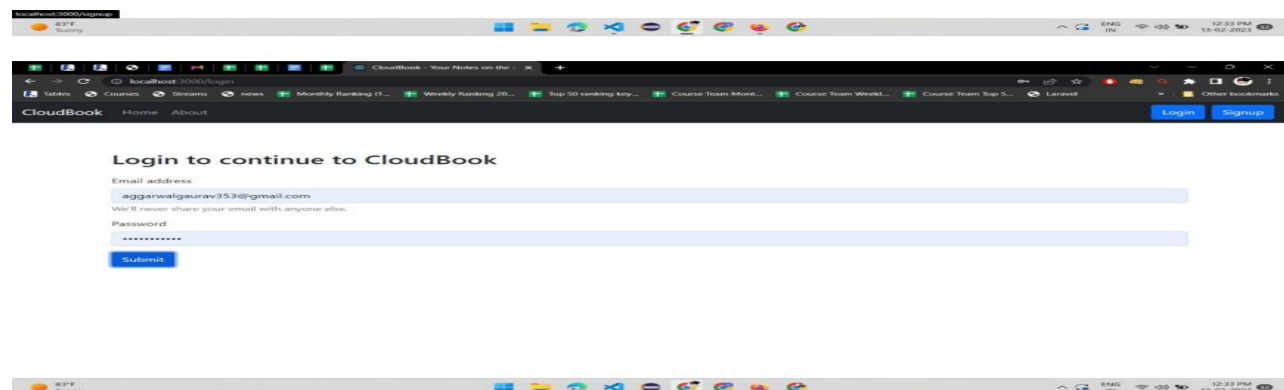 localhost:3000/signup
83°F
Sunny
ENG
IN
12:33 PM
13-02-2023
CloudBook - Your Notes on the
localhost:3000/login
Tables Courses Streams news Monthly Ranking (1... Weekly Ranking 20... Top 50 ranking key... Course Team Mont... Course Team Weekl... Course Team Top 5... Laravel Other bookmarks
CloudBook Home About Login Signup
Login to continue to CloudBook
Email address
aggarwalgaurav353@gmail.com
We'll never share your email with anyone else.
Password
Submit
83°F
ENG
12:33 PM